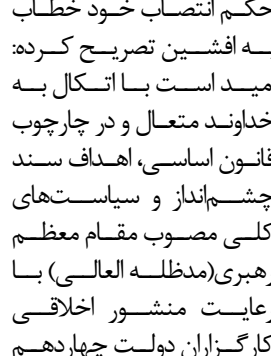 حکم انتصاب خود خطاب
به افشین تصریح کرده:
امید است با اتکال به
خداوند متعال و در چارچوب
قانون اساسی، اهداف سند
چشم‌انداز و سیاست‌های
کلی مصوب مقام معظم
رهبری(مدظله العالی) با
رعایت منشور اخلاقی
کارگزاران دولت چهاردهم